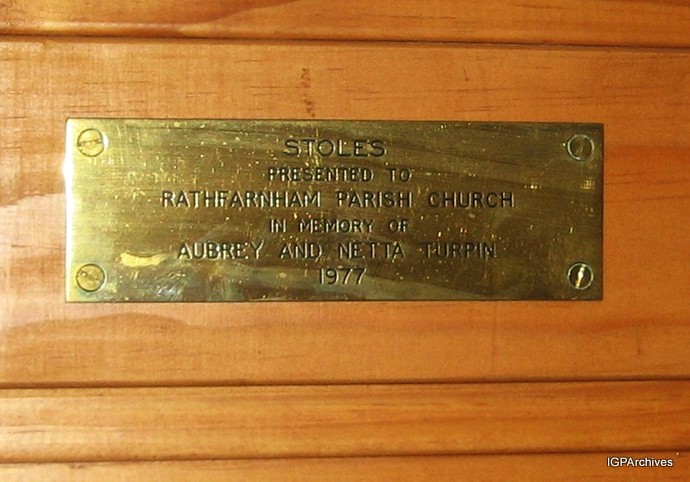 STOLES
PRESENTED TO
RATHFARNHAM PARISH CHURCH
IN MEMORY OF
AUBREY AND NETTA TURPIN
1977
IGPArchives